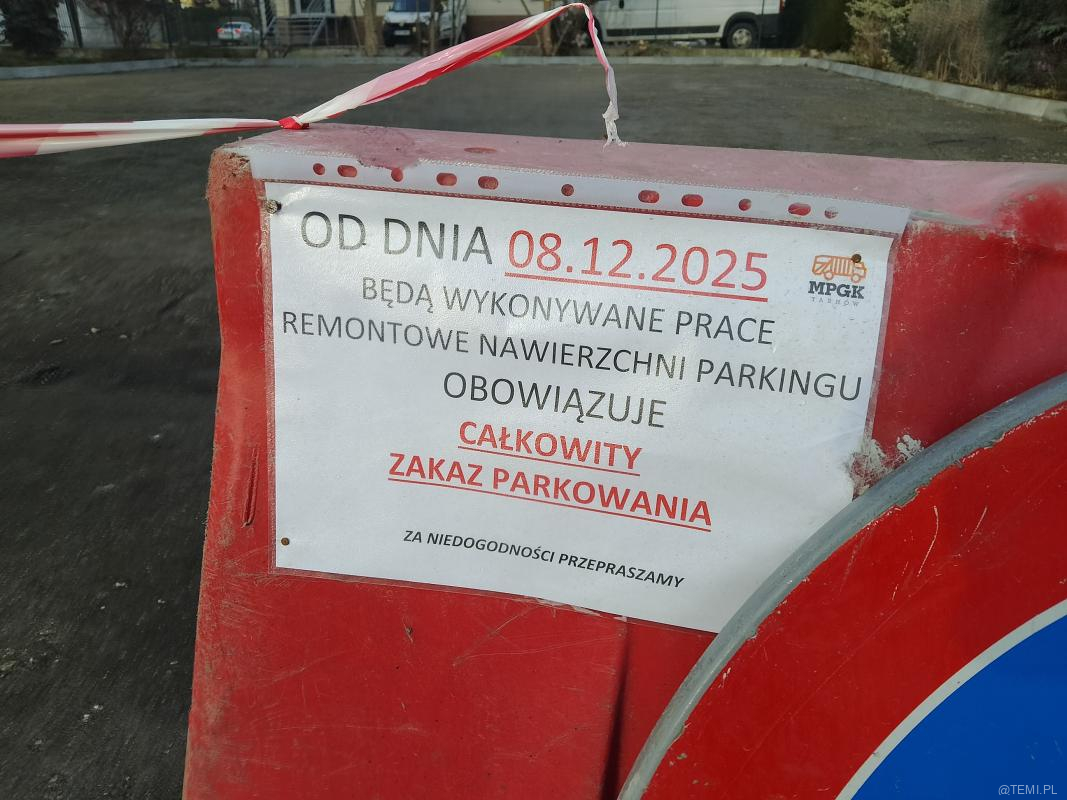 OD DNIA 08.12.2025
MPGK
TARNÓW
BĘDĄ WYKONYWANE PRACE
REMONTOWE NAWIERZCHNI PARKINGU
OBOWIĄZUJE
CAŁKOWITY
ZAKAZ PARKOWANIA
ZA NIEDOGODNOŚCI PRZEPRASZAMY
@TEMI.PL